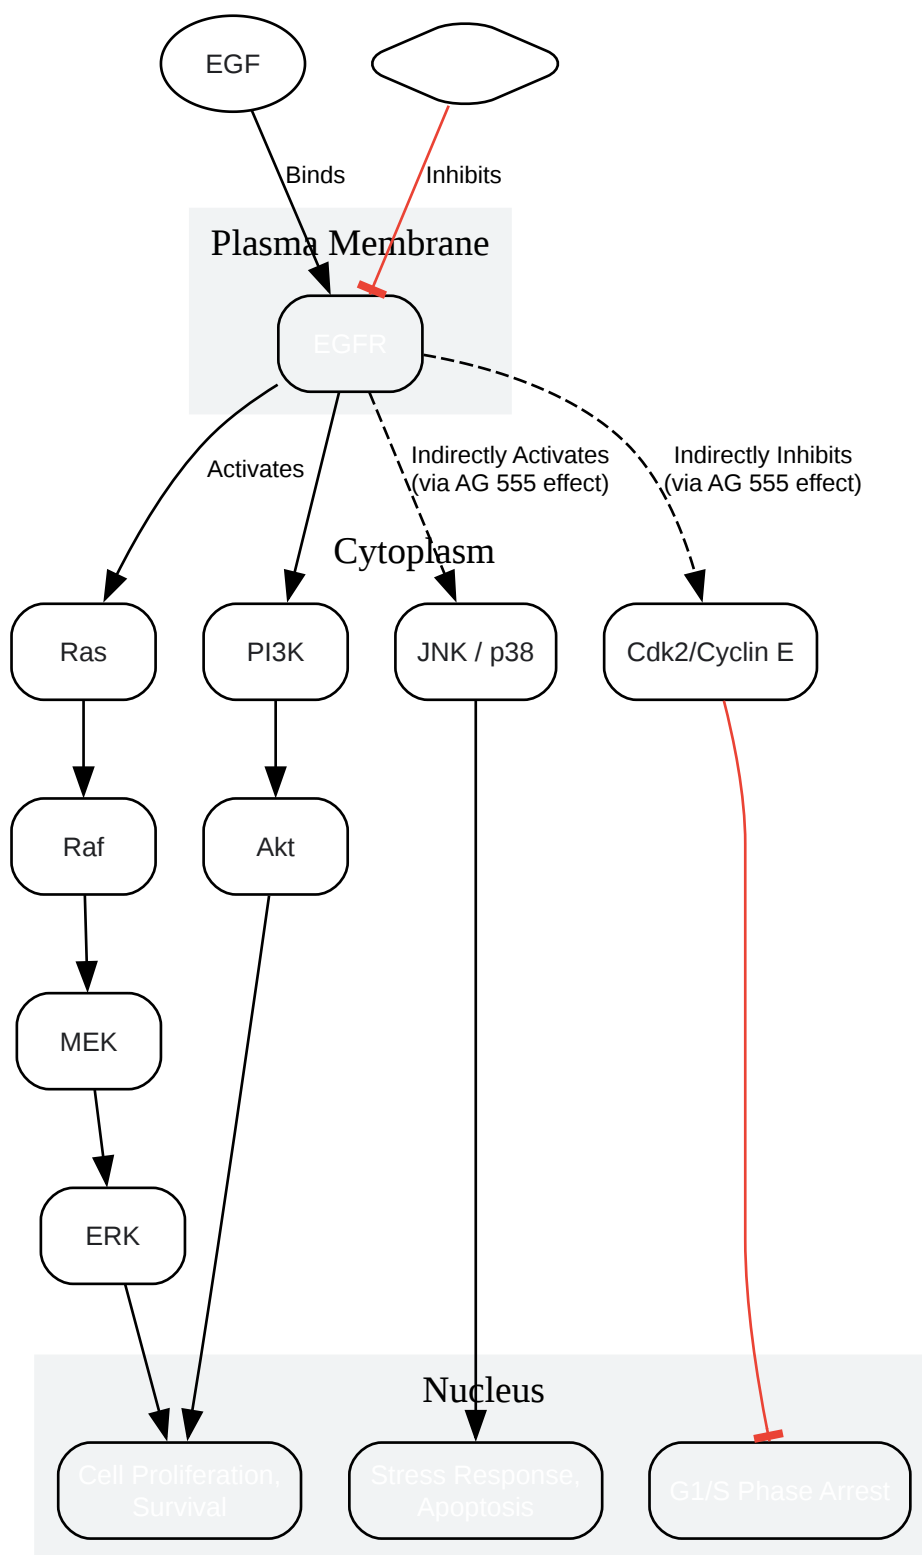 EGF
Binds
Inhibits
Plasma Membrane
EGFR
Activates
Indirectly Activates
(via AG 555 effect)
Indirectly Inhibits
(via AG 555 effect)
Cytoplasm
Ras
PI3K
JNK / p38
Cdk2/Cyclin E
Raf
Akt
MEK
ERK
Nucleus
Cell Proliferation,
Survival
Stress Response,
Apoptosis
G1/S Phase Arrest